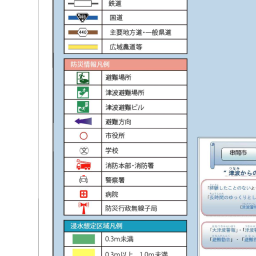 鉄道
国道
主要地方道・一般県道
広域農道等
防災情報凡例
避難場所
津波避難場所
津波避難ビル
避難方向
市役所
文 学校
消防本部・消防署
警察署
病院
防災行政無線子局
浸水想定区域凡例
0.3m未満
0.3m以上 1.0m未満
串間市
津波から